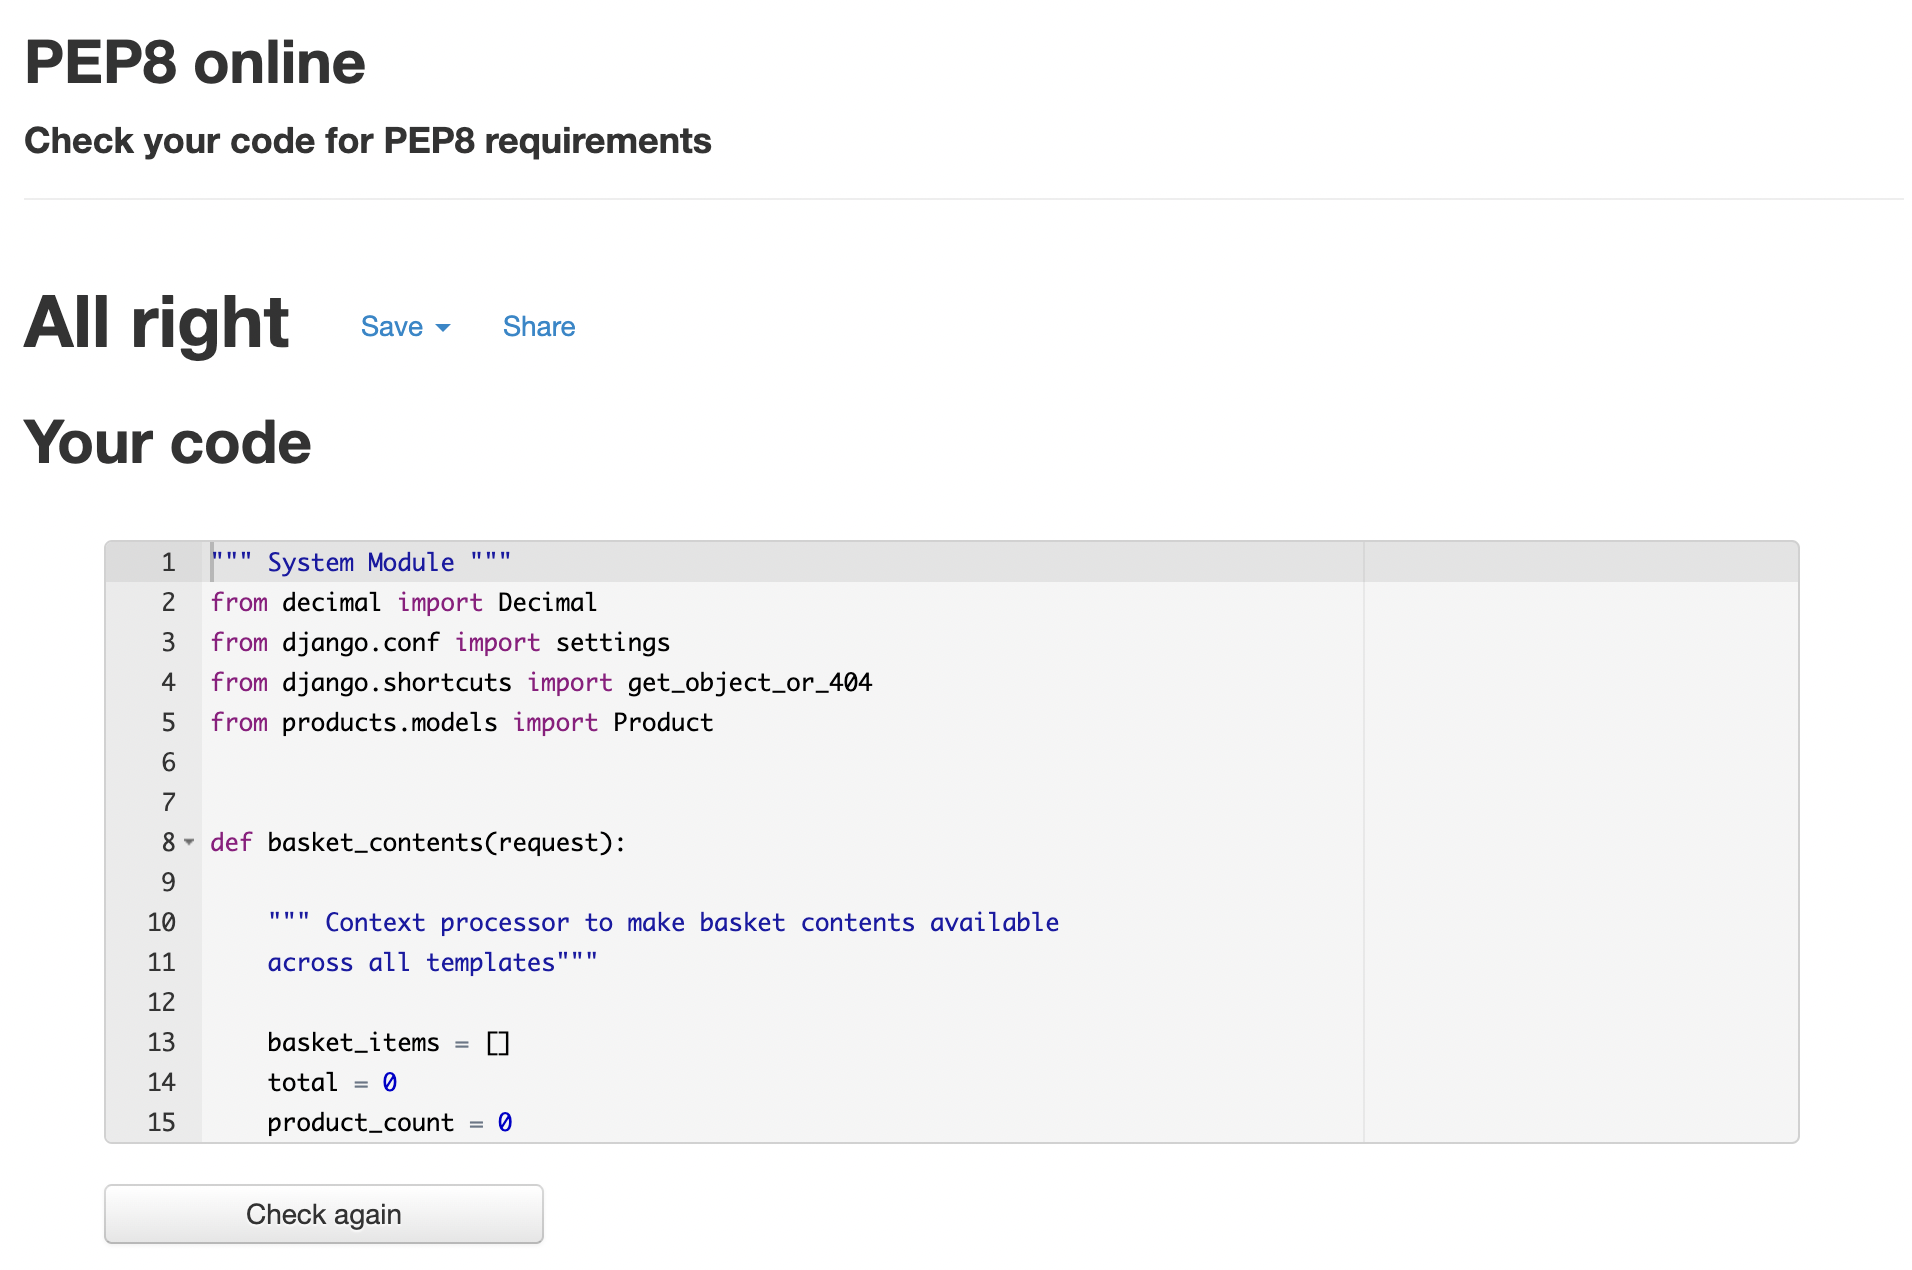 PEP8 online
Check your code for PEP8 requirements
All right Save Share
Your code
1 """ System Module """
2 from decimal import Decimal
3 from django.conf import settings
4 from django.shortcuts import get_object_or_404
5 from products.models import Product
6
7
8 def basket_contents(request):
9
10     """ Context processor to make basket contents available
11     across all templates"""
12
13     basket_items = []
14     total = 0
15     product_count = 0
Check again